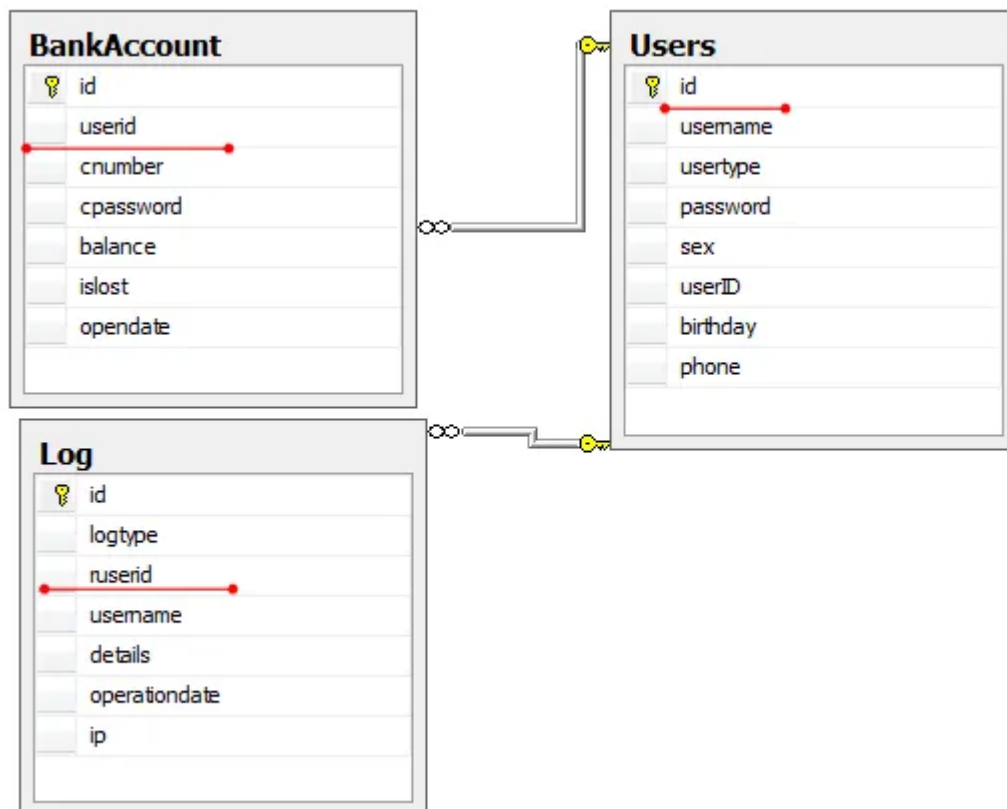 BankAccount
id
userid
cnumber
cpassword
balance
islost
opendate
Users
id
username
usertype
password
sex
userID
birthday
phone
Log
id
logtype
ruserid
username
details
operationdate
ip